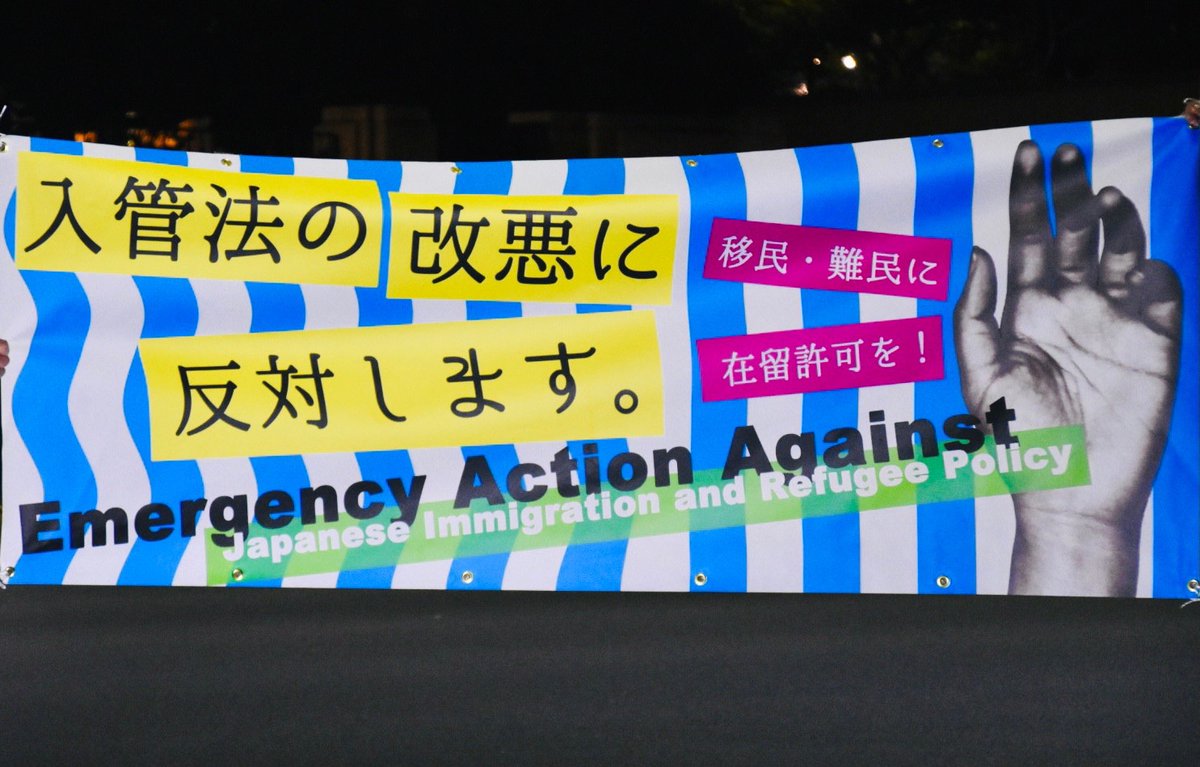 入管法の 改悪に
反対します。
移民・難民に
在留許可を！
Emergency Action Against
Japanese Immigration and Refugee Policy